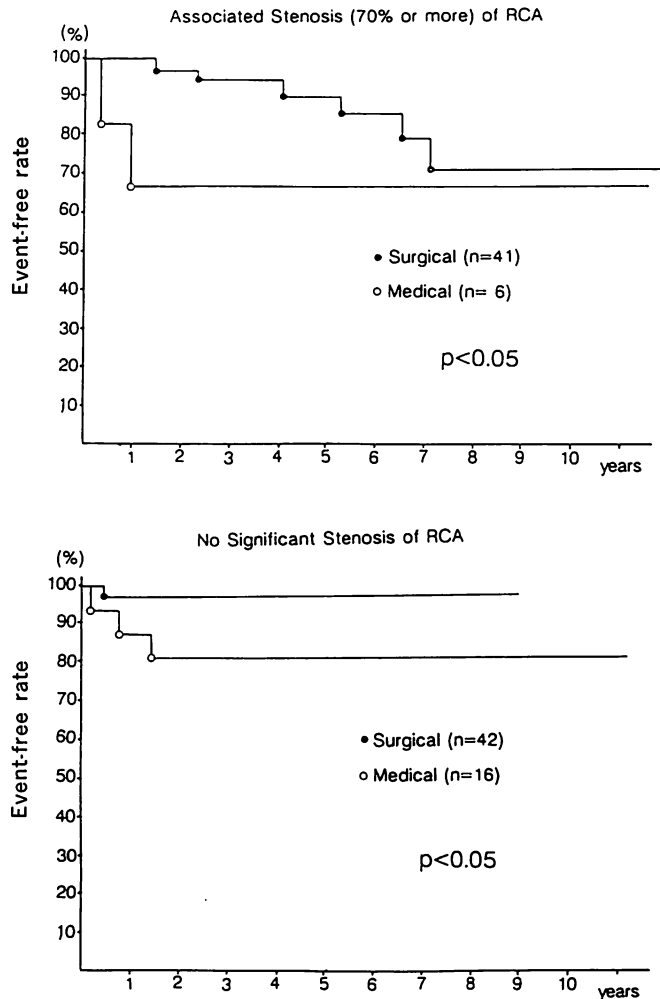 Associated Stenosis (70% or more) of RCA
(%)
100
90
80
70
60
50
40
30
20
10
Event-free rate
• Surgical (n=41)
○ Medical (n= 6)
p<0.05
1 2 3 4 5 6 7 8 9 10 years
No Significant Stenosis of RCA
(%)
100
90
80
70
60
50
40
30
20
10
Event-free rate
• Surgical (n=42)
○ Medical (n=16)
p<0.05
1 2 3 4 5 6 7 8 9 10 years